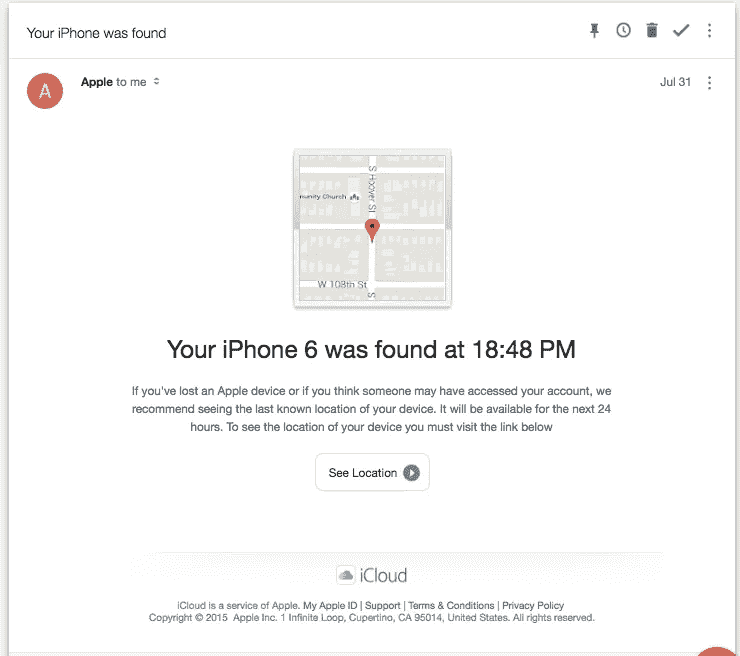 Your iPhone was found
A
Apple to me
Jul 31
S Hoover St
munity Church
W 108th St
S
Your iPhone 6 was found at 18:48 PM
If you've lost an Apple device or if you think someone may have accessed your account, we
recommend seeing the last known location of your device. It will be available for the next 24
hours. To see the location of your device you must visit the link below
See Location
iCloud
iCloud is a service of Apple. My Apple ID | Support | Terms & Conditions | Privacy Policy
Copyright © 2015 Apple Inc. 1 Infinite Loop, Cupertino, CA 95014, United States. All rights reserved.